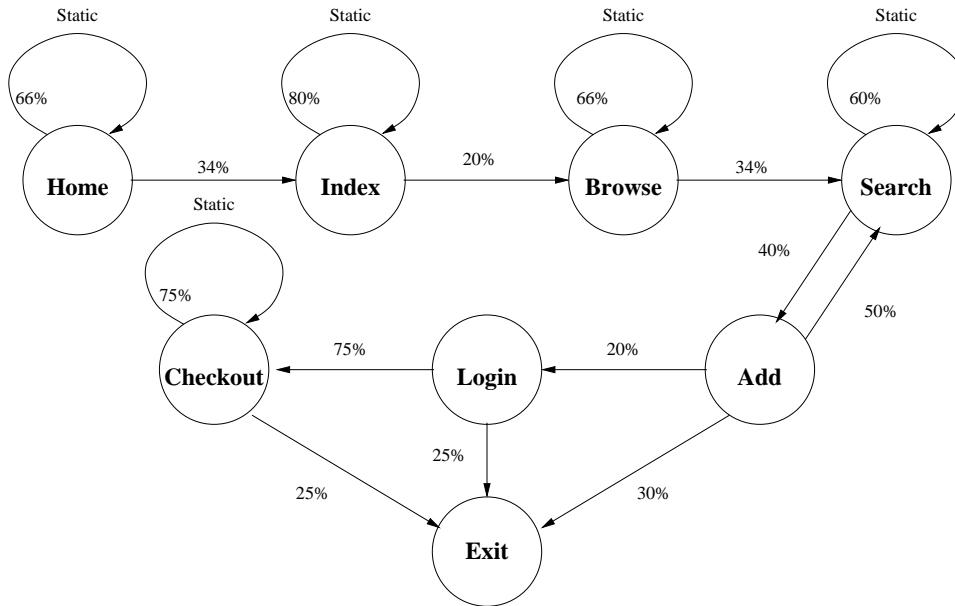 Static
Static
Static
Static
66%
80%
66%
60%
34%
20%
34%
Home
Index
Browse
Search
Static
40%
75%
50%
75%
20%
Checkout
Login
Add
25%
25%
30%
Exit